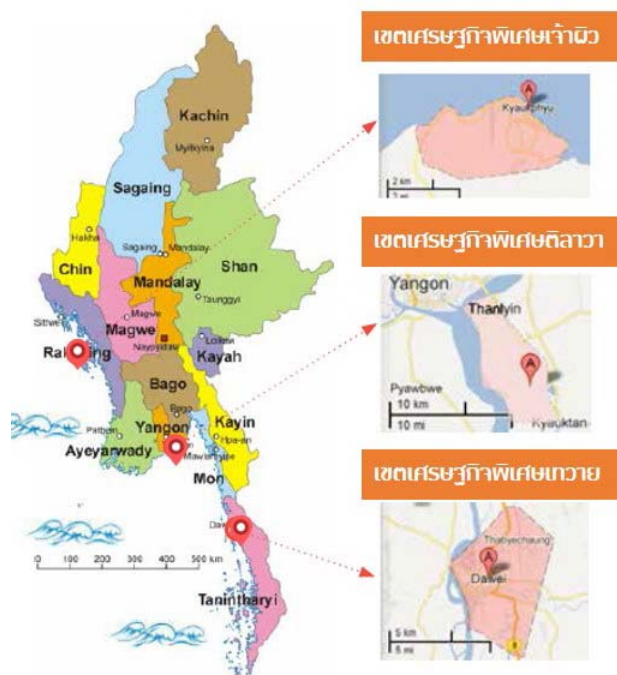 เขตเศรษฐกิจพิเศษเจ้าผิว
Kachin
Myitkyina
Kyaukphyu
2 km
Sagaing
เขตเศรษฐกิจพิเศษติลาวา
Hakha
Sagaing
Mandalay
Chin
Shan
Mandalay
Yangon
Taunggyi
Thanlyin
Magwe
Sittwe
Magwe
Loikaw
Naypyidaw
Kayah
Bago
Pyawbwe
10 km
10 mi
Kyauktan
Bago
Kayin
Pathein
Yangon
Hpa-an
Ayeyarwady
Mawlamyine
เขตเศรษฐกิจพิเศษทวาย
Mon
Thabyechaung
Dawei
0 100 200 300 400 500 km
Tanintharyi
5 km
5 mi